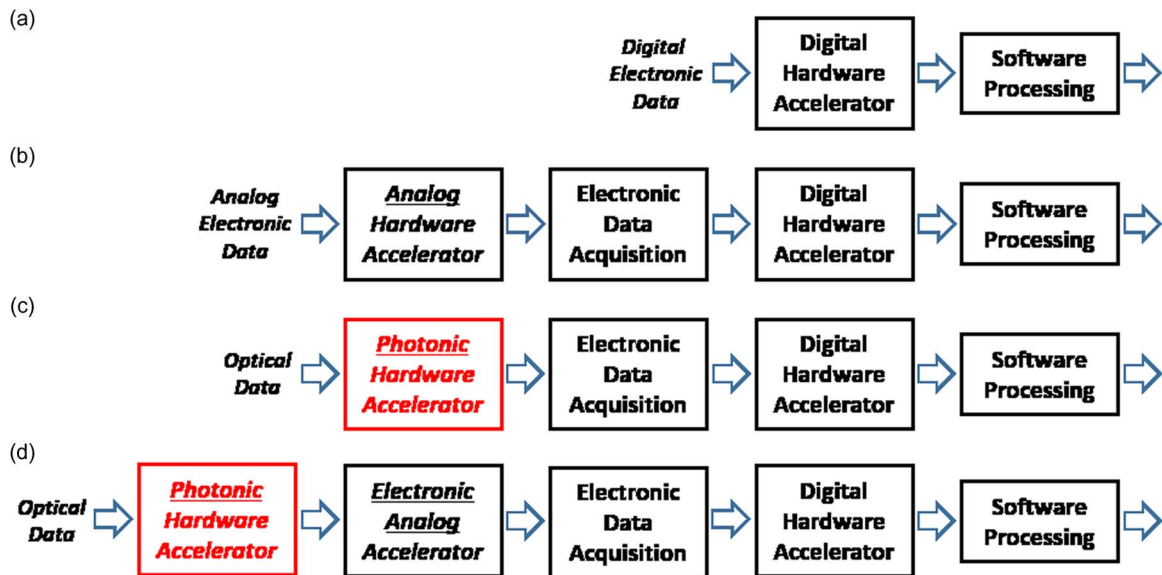 (a)
Digital
Electronic
Data
Digital
Hardware
Accelerator
Software
Processing
(b)
Analog
Electronic
Data
Analog
Hardware
Accelerator
Electronic
Data
Acquisition
Digital
Hardware
Accelerator
Software
Processing
(c)
Optical
Data
Photonic
Hardware
Accelerator
Electronic
Data
Acquisition
Digital
Hardware
Accelerator
Software
Processing
(d)
Optical
Data
Photonic
Hardware
Accelerator
Electronic
Analog
Accelerator
Electronic
Data
Acquisition
Digital
Hardware
Accelerator
Software
Processing